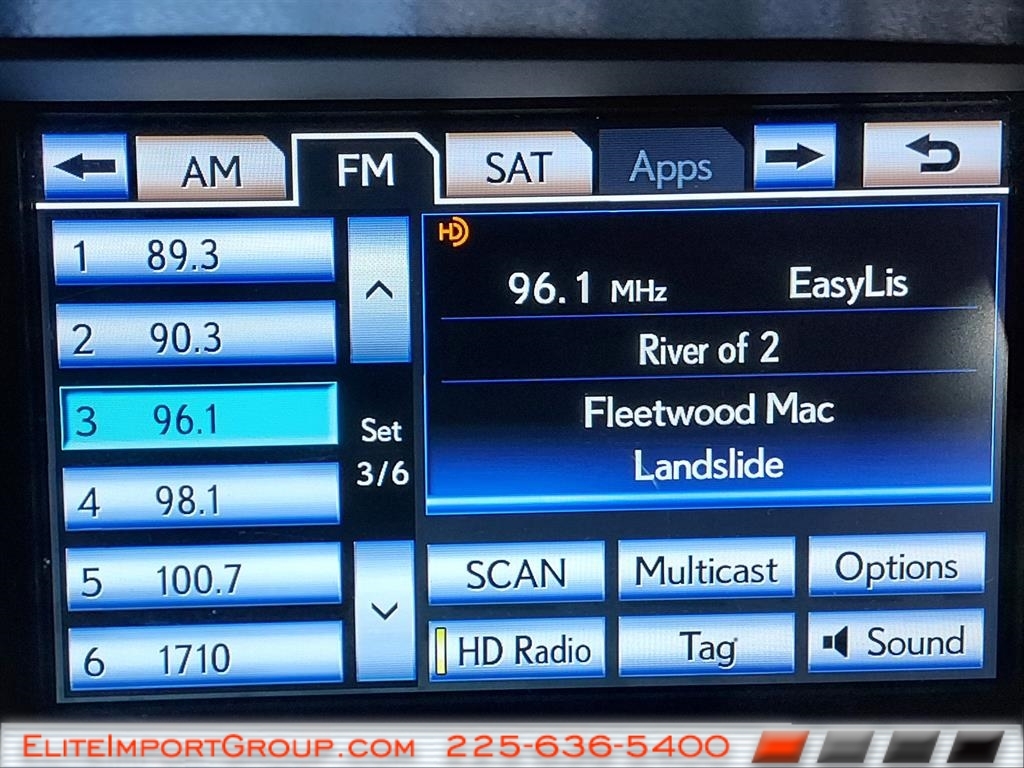 AM FM SAT Apps
1 89.3
2 90.3
3 96.1
4 98.1
5 100.7
6 1710
Set
3/6
HD
96.1 MHz EasyLis
River of 2
Fleetwood Mac
Landslide
SCAN Multicast Options
HD Radio Tag Sound
EliteImportGroup.com 225-636-5400